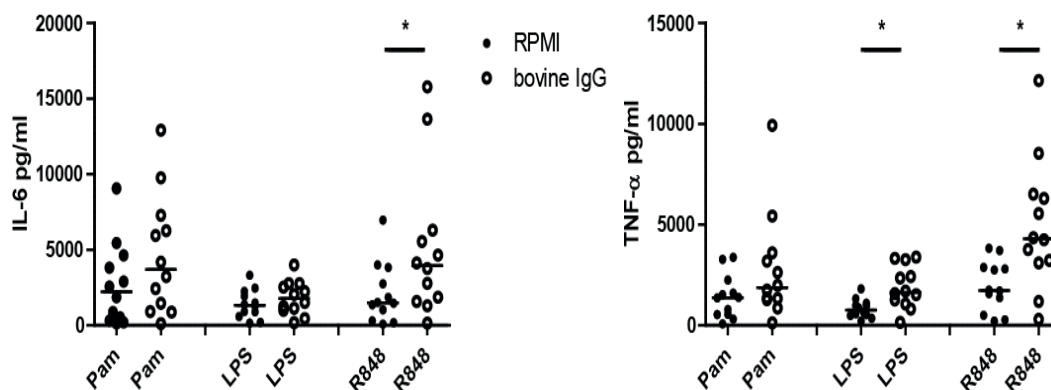 IL-6 pg/ml
20000
15000
10000
5000
0
*
Pam
Pam
LPS
LPS
R848
R848
RPMI
bovine IgG
TNF-α pg/ml
15000
10000
5000
0
*
*
Pam
Pam
LPS
LPS
R848
R848